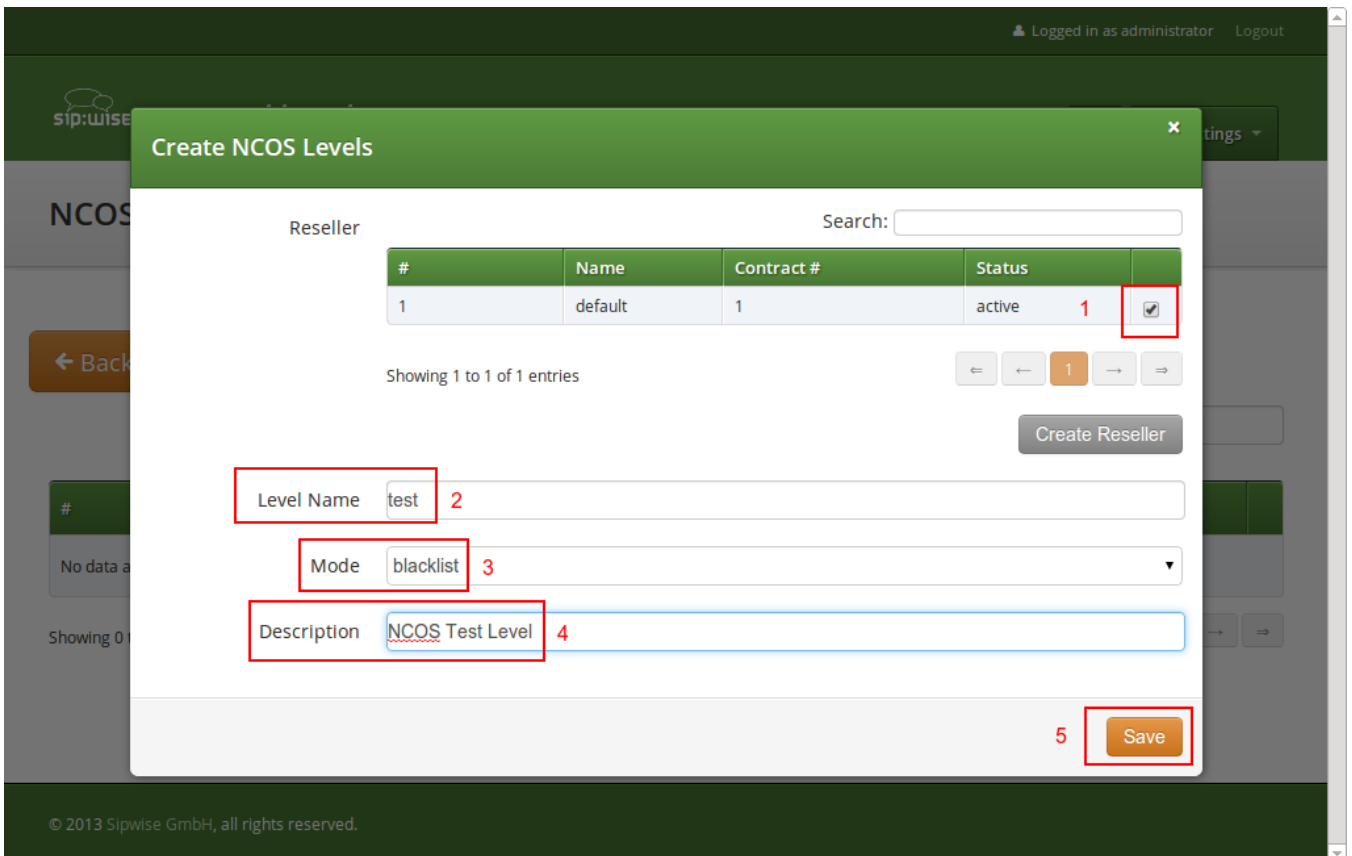 Logged in as administrator Logout
sip:wise
tings
Create NCOS Levels
×
NCOS
Reseller
Search:
# Name Contract # Status
1 default 1 active 1
← Back
Showing 1 to 1 of 1 entries
⇐ ← 1 → ⇒
Create Reseller
Level Name test 2
#
Mode blacklist 3
No data a
Description NCOS Test Level 4
Showing 0 t
→ ⇒
5 Save
© 2013 Sipwise GmbH, all rights reserved.